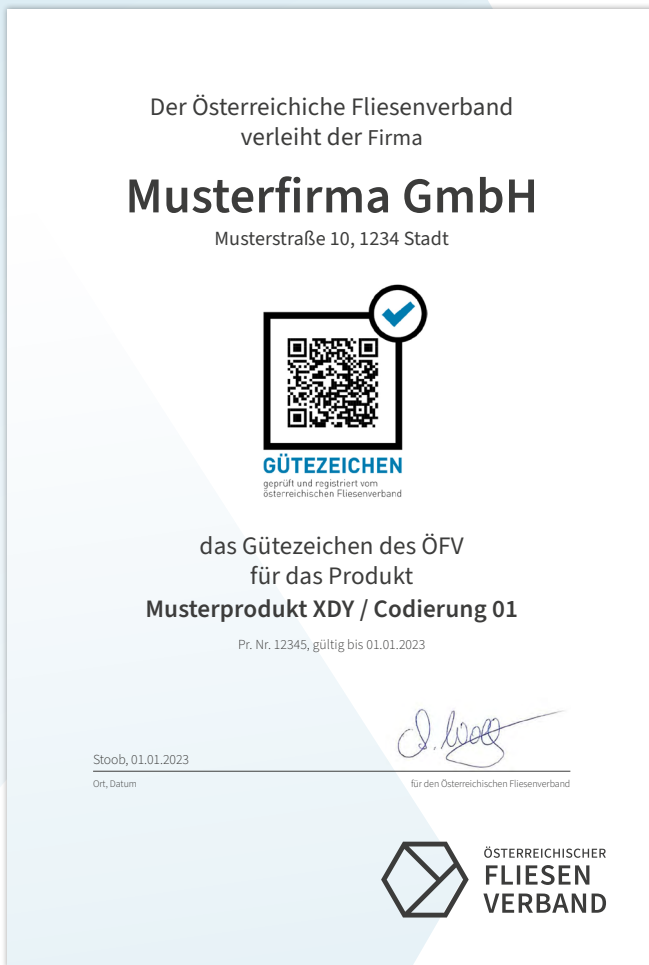 Der Österreichiche Fliesenverband
verleiht der Firma
Musterfirma GmbH
Musterstraße 10, 1234 Stadt
GÜTEZEICHEN
geprüft und registriert vom
österreichischen Fliesenverband
das Gütezeichen des ÖFV
für das Produkt
Musterprodukt XDY / Codierung 01
Pr. Nr. 12345, gültig bis 01.01.2023
Stoob, 01.01.2023
Ort, Datum
für den Österreichischen Fliesenverband
ÖSTERREICHISCHER
FLIESEN
VERBAND